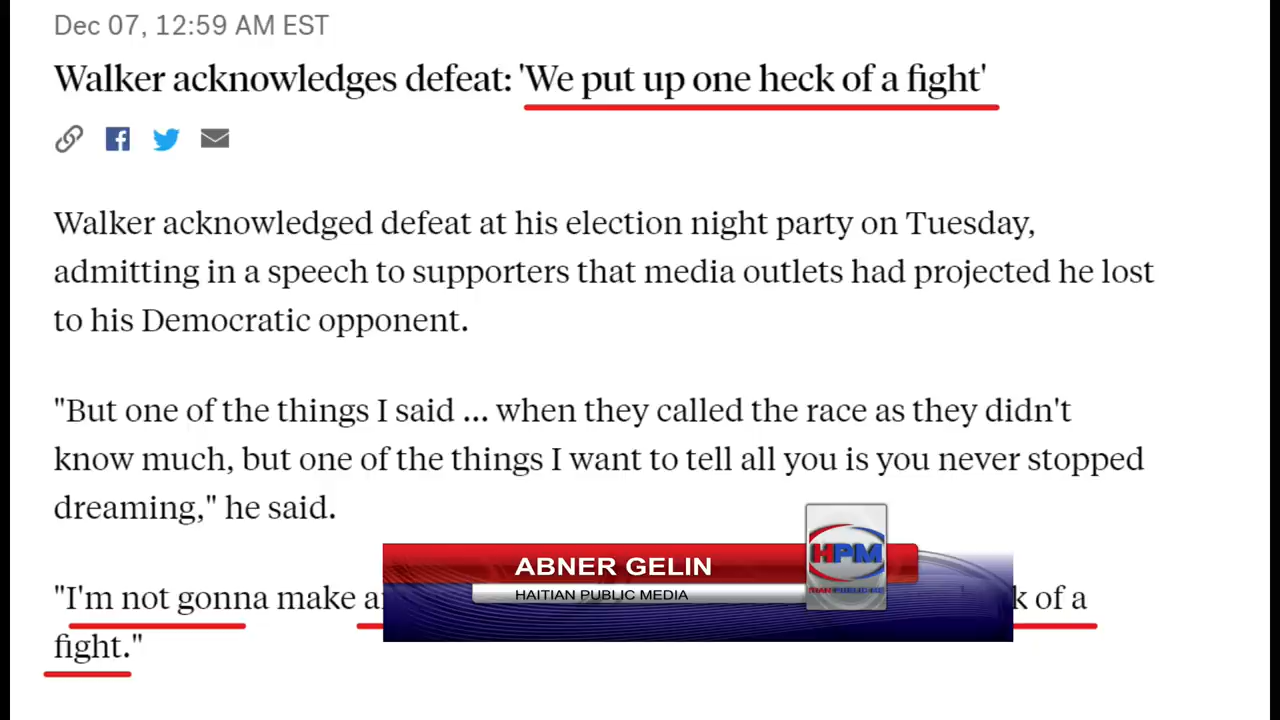 Dec 07, 12:59 AM EST
Walker acknowledges defeat: 'We put up one heck of a fight'
Walker acknowledged defeat at his election night party on Tuesday,
admitting in a speech to supporters that media outlets had projected he lost
to his Democratic opponent.
"But one of the things I said ... when they called the race as they didn't
know much, but one of the things I want to tell all you is you never stopped
dreaming," he said.
"I'm not gonna make
of a
fight."
ABNER GELIN
HAITIAN PUBLIC MEDIA
HPM